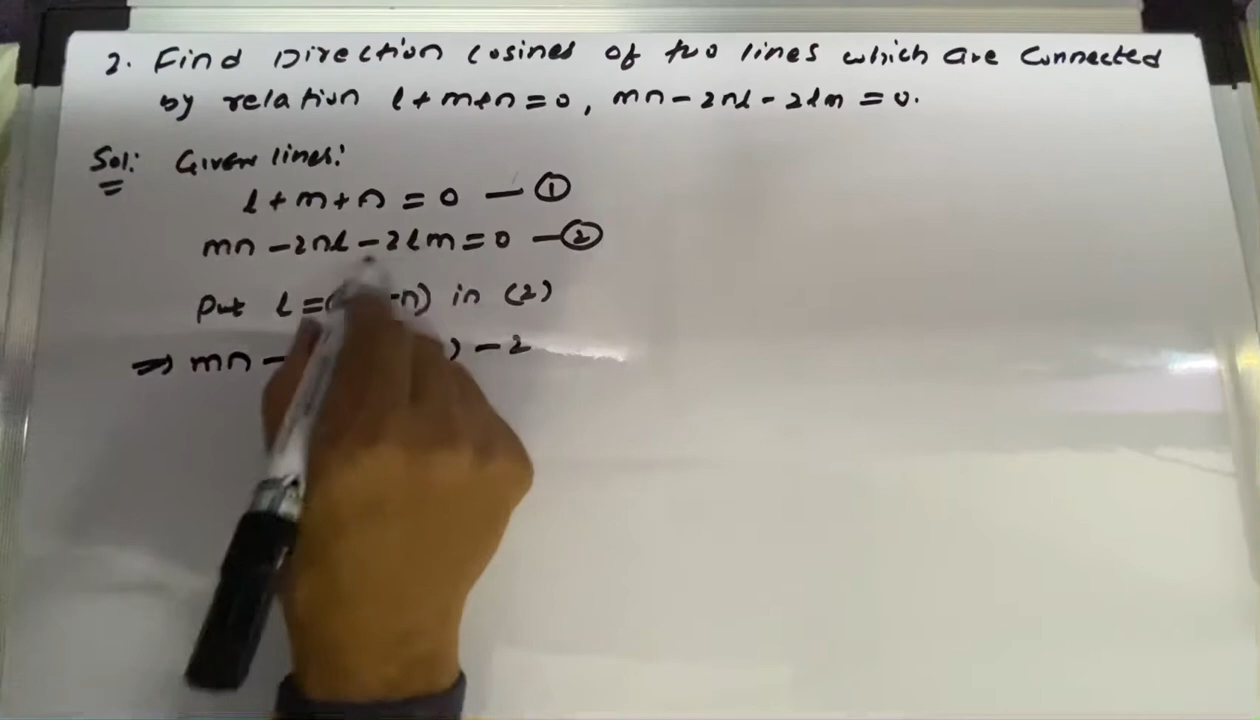 2. Find Direction Cosines of two lines which are connected
by relation l + m + n = 0, mn - 2nl - 2lm = 0.
Sol: Given lines:
l + m + n = 0 — ①
mn - 2nl - 2lm = 0 — ②
Put l = ( -n) in (2)
⇒ mn - ) - 2